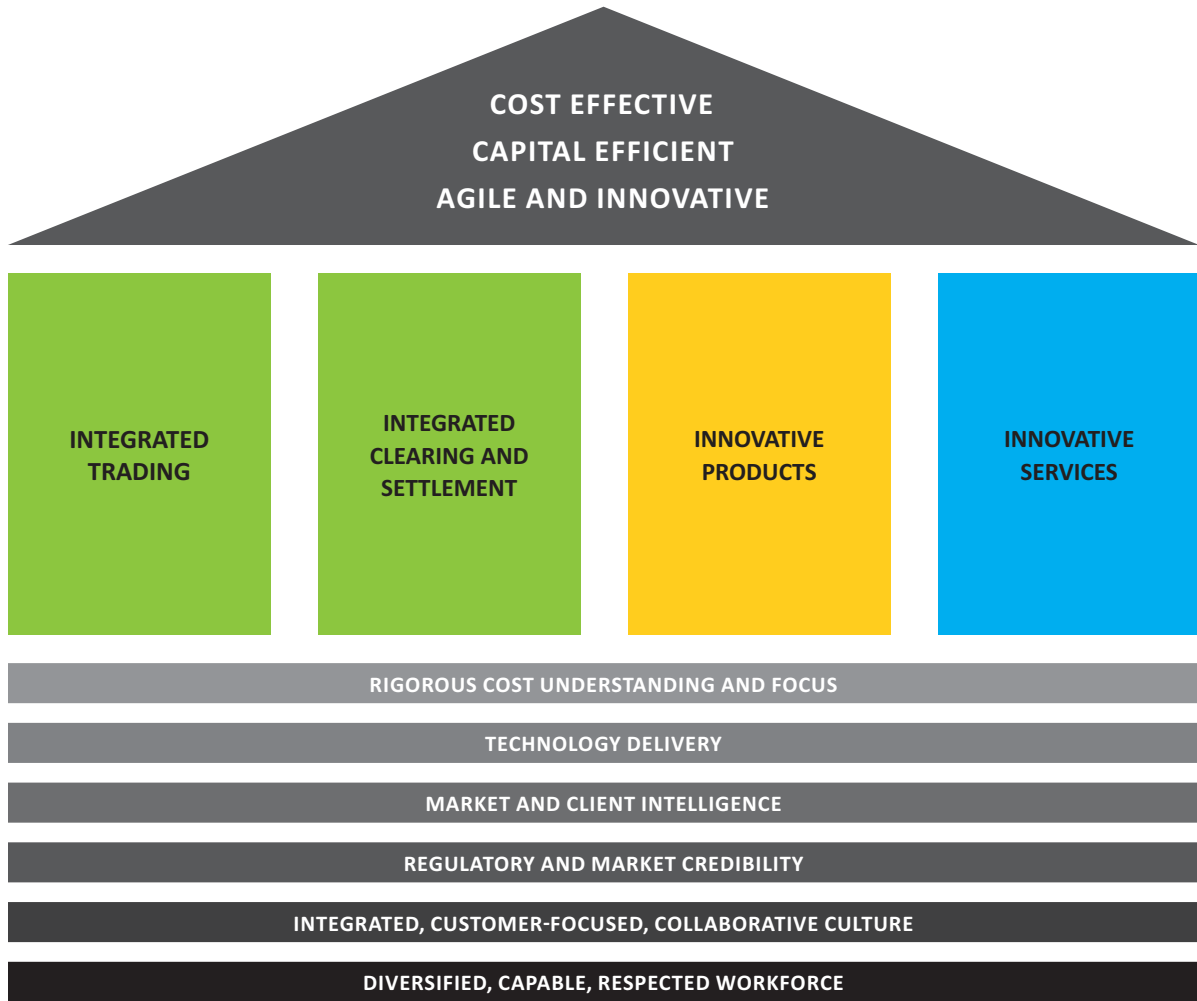 COST EFFECTIVE
CAPITAL EFFICIENT
AGILE AND INNOVATIVE
INTEGRATED
TRADING
INTEGRATED
CLEARING AND
SETTLEMENT
INNOVATIVE
PRODUCTS
INNOVATIVE
SERVICES
RIGOROUS COST UNDERSTANDING AND FOCUS
TECHNOLOGY DELIVERY
MARKET AND CLIENT INTELLIGENCE
REGULATORY AND MARKET CREDIBILITY
INTEGRATED, CUSTOMER-FOCUSED, COLLABORATIVE CULTURE
DIVERSIFIED, CAPABLE, RESPECTED WORKFORCE